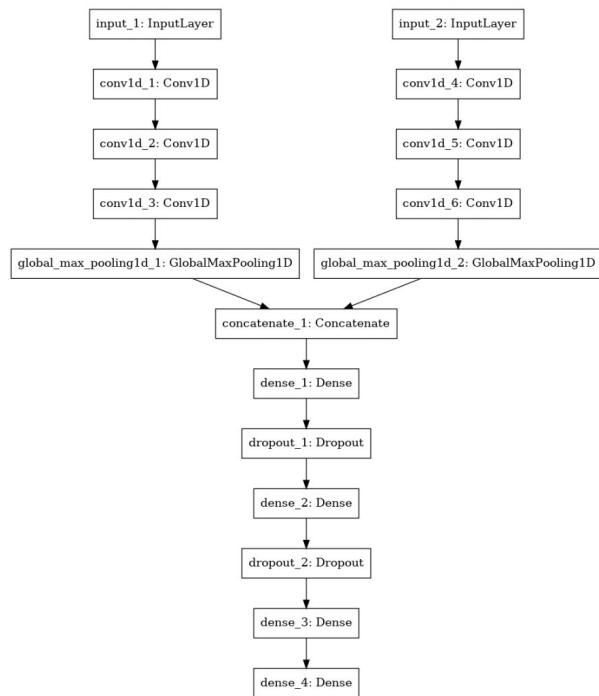 input_1: InputLayer
input_2: InputLayer
conv1d_1: Conv1D
conv1d_4: Conv1D
conv1d_2: Conv1D
conv1d_5: Conv1D
conv1d_3: Conv1D
conv1d_6: Conv1D
global_max_pooling1d_1: GlobalMaxPooling1D
global_max_pooling1d_2: GlobalMaxPooling1D
concatenate_1: Concatenate
dense_1: Dense
dropout_1: Dropout
dense_2: Dense
dropout_2: Dropout
dense_3: Dense
dense_4: Dense